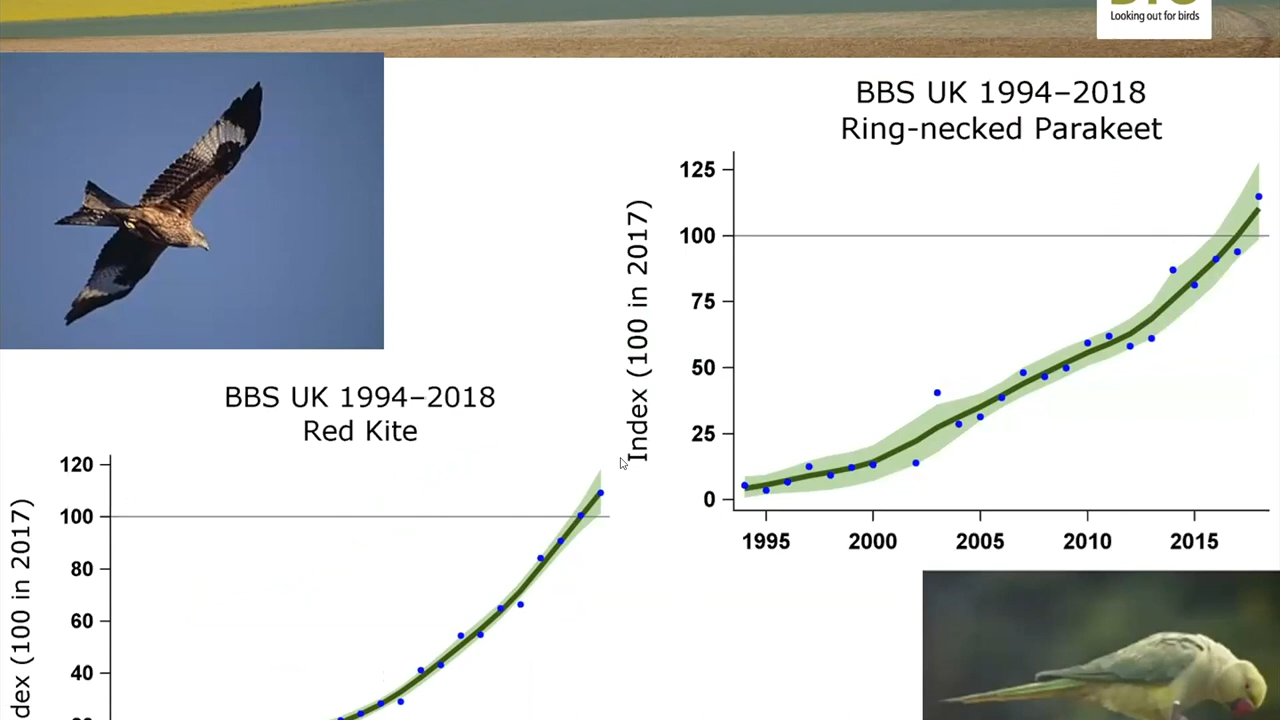 Looking out for birds
BBS UK 1994–2018
Ring-necked Parakeet
125
100
75
50
25
0
Index (100 in 2017)
1995 2000 2005 2010 2015
BBS UK 1994–2018
Red Kite
120
100
80
60
40
(100 in 2017)